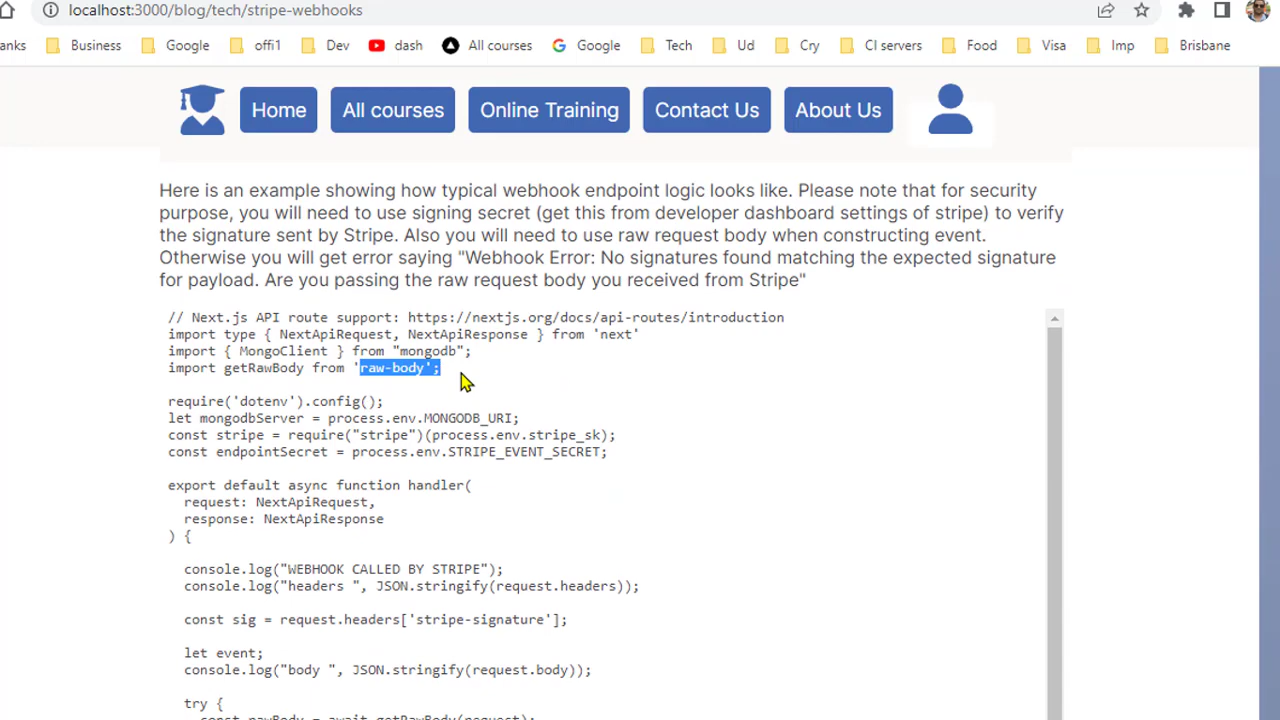 localhost:3000/blog/tech/stripe-webhooks
anks Business Google offi1 Dev dash All courses Google Tech Ud Cry CI servers Food Visa Imp Brisbane
Home All courses Online Training Contact Us About Us
Here is an example showing how typical webhook endpoint logic looks like. Please note that for security
purpose, you will need to use signing secret (get this from developer dashboard settings of stripe) to verify
the signature sent by Stripe. Also you will need to use raw request body when constructing event.
Otherwise you will get error saying "Webhook Error: No signatures found matching the expected signature
for payload. Are you passing the raw request body you received from Stripe"
// Next.js API route support: https://nextjs.org/docs/api-routes/introduction
import type { NextApiRequest, NextApiResponse } from 'next'
import { MongoClient } from "mongodb";
import getRawBody from 'raw-body';
require('dotenv').config();
let mongodbServer = process.env.MONGODB_URI;
const stripe = require("stripe")(process.env.stripe_sk);
const endpointSecret = process.env.STRIPE_EVENT_SECRET;
export default async function handler(
request: NextApiRequest,
response: NextApiResponse
) {
console.log("WEBHOOK CALLED BY STRIPE");
console.log("headers ", JSON.stringify(request.headers));
const sig = request.headers['stripe-signature'];
let event;
console.log("body ", JSON.stringify(request.body));
try {
const rawBody = await getRawBody(request);